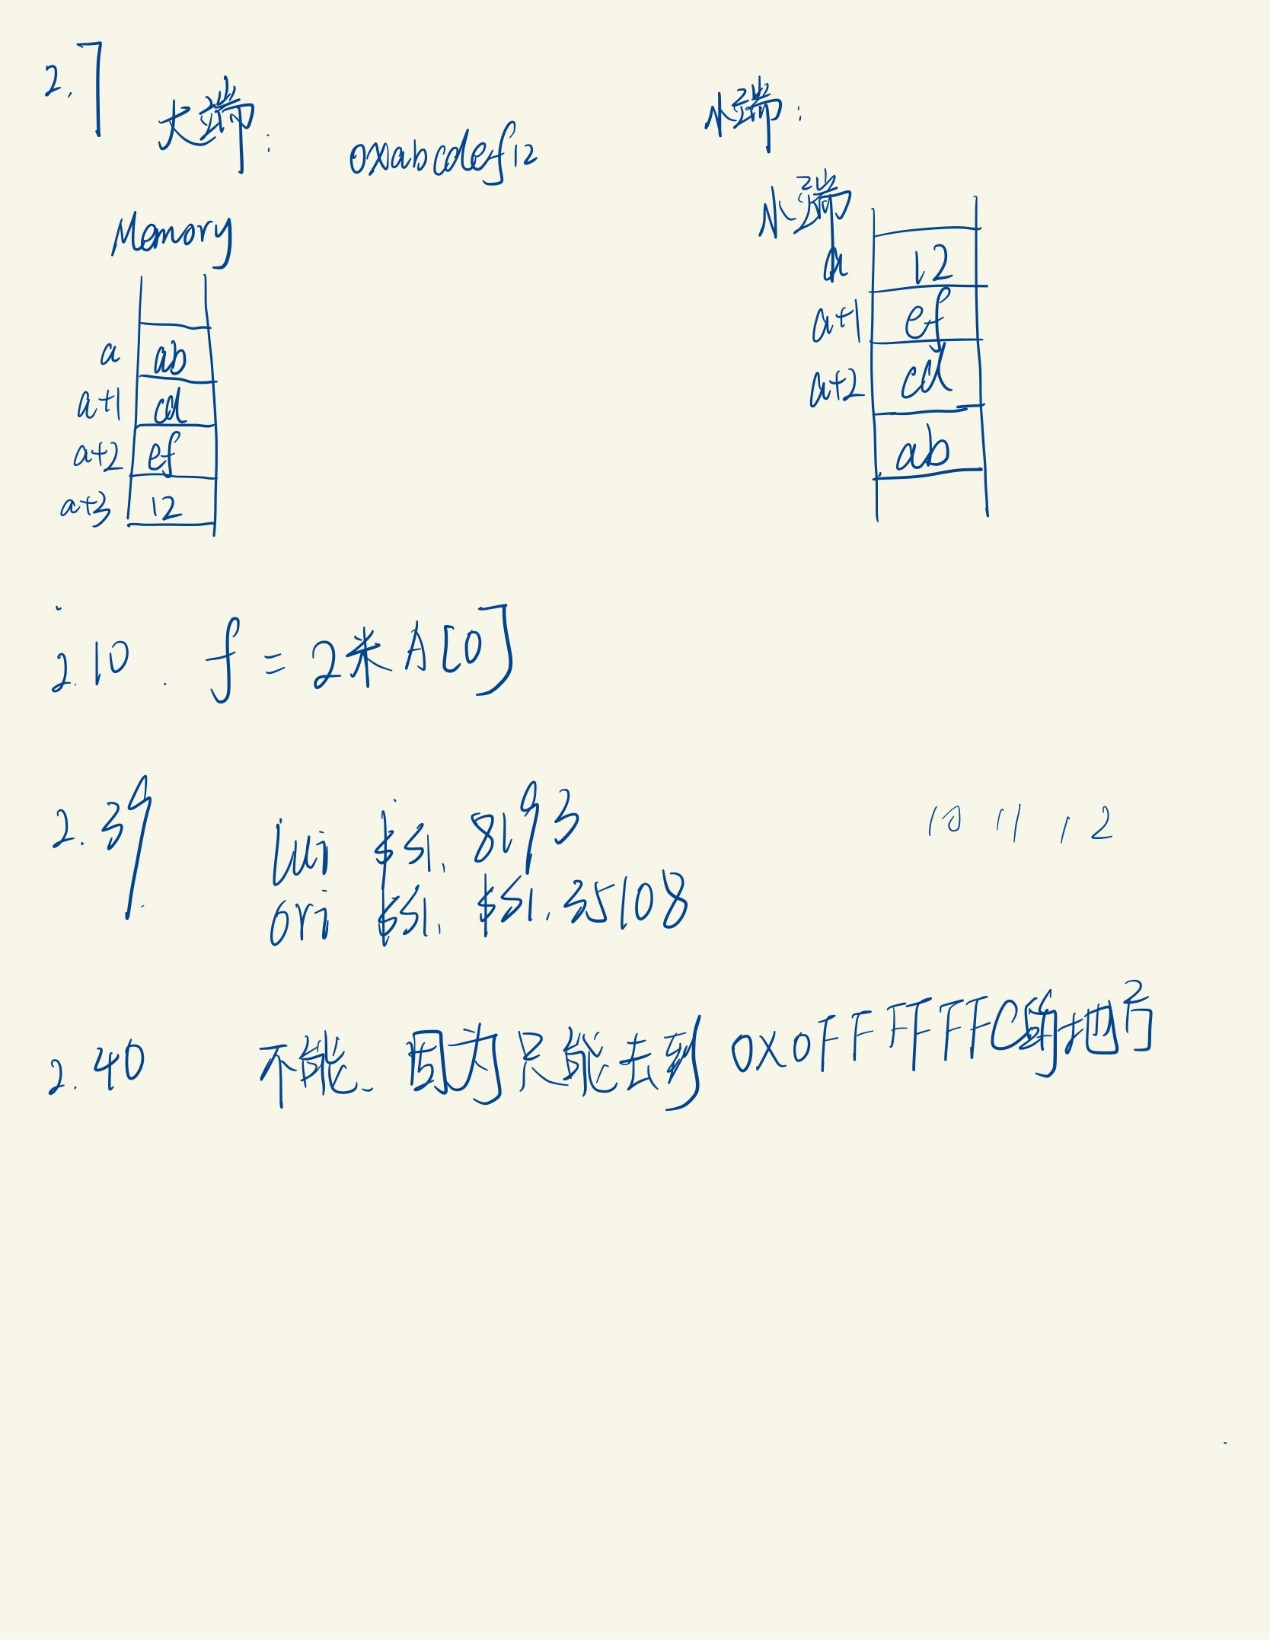 2.7
大端: 0xabcdef12
Memory
a ab
a+1 cd
a+2 ef
a+3 12
小端:
小端
a 12
a+1 ef
a+2 cd
ab
2.10. f = 2*A[0]
2.39 lui $s1, 8193
ori $s1, $s1, 35108
10 11 12
2.40 不能、因为只能去到 0x0FFFFFFC的地方